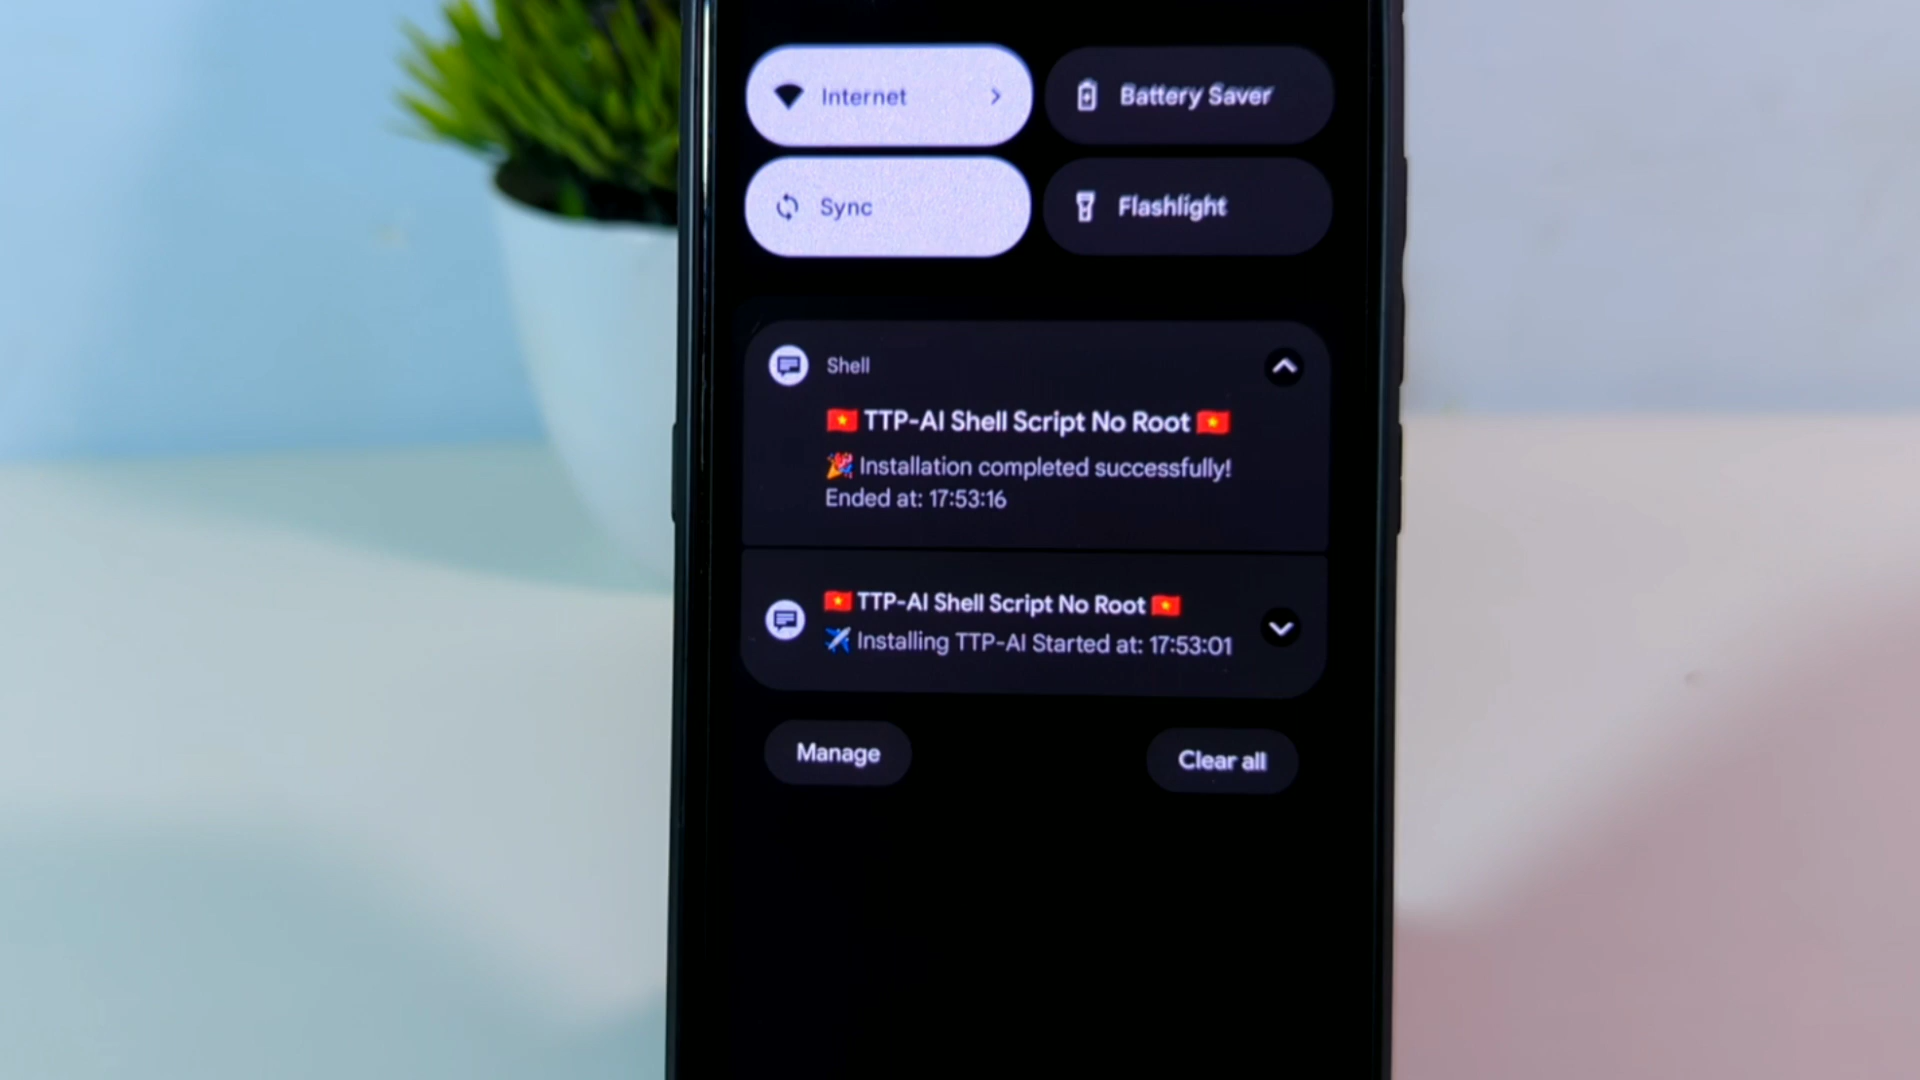 Internet
Battery Saver
Sync
Flashlight
Shell
🇻🇳 TTP-AI Shell Script No Root 🇻🇳
🎉 Installation completed successfully!
Ended at: 17:53:16
🇻🇳 TTP-AI Shell Script No Root 🇻🇳
✈️ Installing TTP-AI Started at: 17:53:01
Manage
Clear all